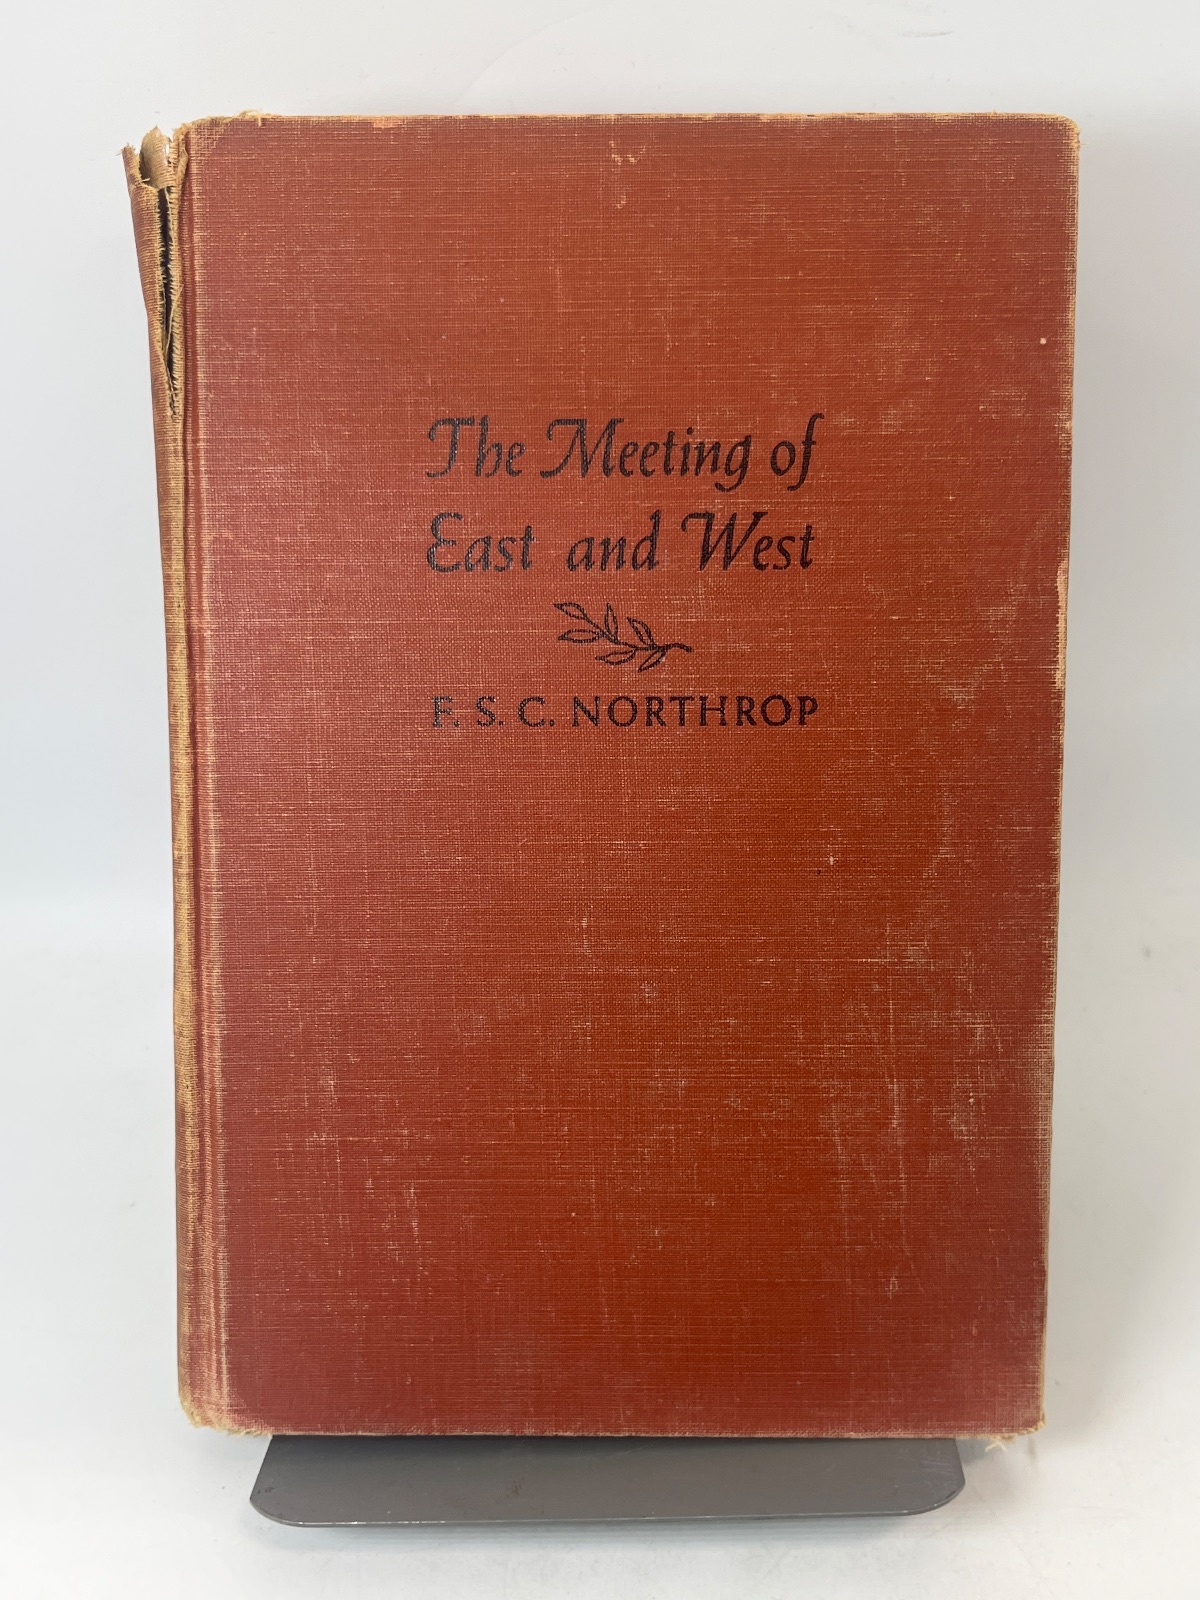 The Meeting of
East and West
F. S. C. NORTHROP